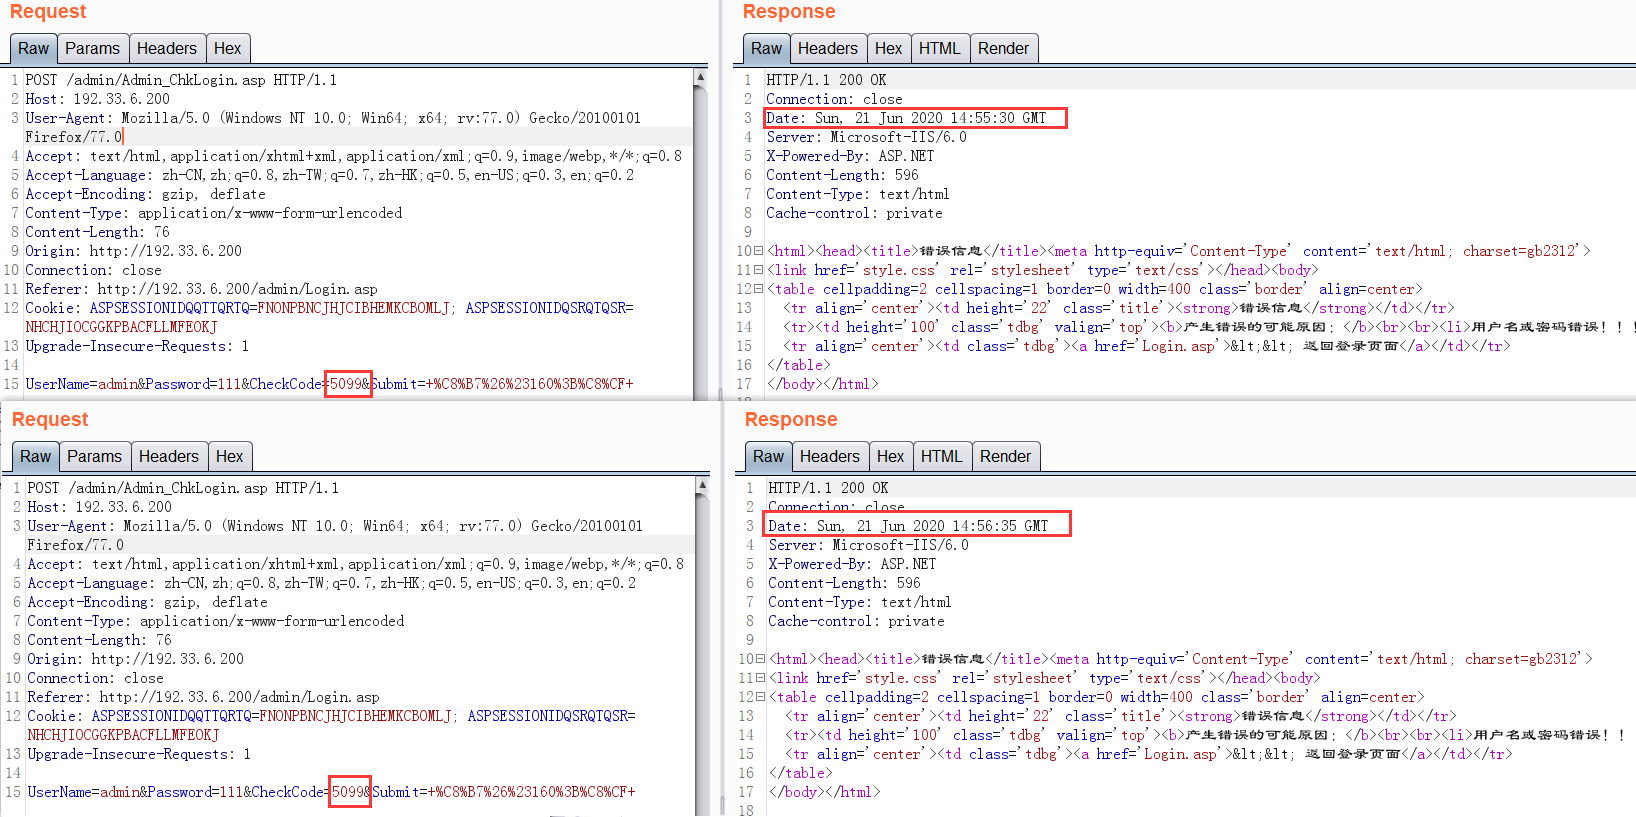 Request
Raw Params Headers Hex
1 POST /admin/Admin_ChkLogin.asp HTTP/1.1
2 Host: 192.33.6.200
3 User-Agent: Mozilla/5.0 (Windows NT 10.0; Win64; x64; rv:77.0) Gecko/20100101
Firefox/77.0
4 Accept: text/html,application/xhtml+xml,application/xml;q=0.9,image/webp,*/*;q=0.8
5 Accept-Language: zh-CN,zh;q=0.8,zh-TW;q=0.7,zh-HK;q=0.5,en-US;q=0.3,en;q=0.2
6 Accept-Encoding: gzip, deflate
7 Content-Type: application/x-www-form-urlencoded
8 Content-Length: 76
9 Origin: http://192.33.6.200
10 Connection: close
11 Referer: http://192.33.6.200/admin/Login.asp
12 Cookie: ASPSESSIONIDQQTTQRTQ=FNONPBNCJHJCIBHEMKCBOMLJ; ASPSESSIONIDQSRQTQSR=
NHCHJIOCGGKPBACFLLMFEOKJ
13 Upgrade-Insecure-Requests: 1
14
15 UserName=admin&Password=111&CheckCode=5099&Submit=+%C8%B7%26%23160%3B%C8%CF+
Response
Raw Headers Hex HTML Render
1 HTTP/1.1 200 OK
2 Connection: close
3 Date: Sun, 21 Jun 2020 14:55:30 GMT
4 Server: Microsoft-IIS/6.0
5 X-Powered-By: ASP.NET
6 Content-Length: 596
7 Content-Type: text/html
8 Cache-control: private
9
10 <html><head><title>错误信息</title><meta http-equiv='Content-Type' content='text/html; charset=gb2312'>
11 <link href='style.css' rel='stylesheet' type='text/css'></head><body>
12 <table cellpadding=2 cellspacing=1 border=0 width=400 class='border' align=center>
13 <tr align='center'><td height='22' class='title'><strong>错误信息</strong></td></tr>
14 <tr><td height='100' class='tdbg' valign='top'><b>产生错误的可能原因：</b><br><br><li>用户名或密码错误！！！
15 <tr align='center'><td class='tdbg'><a href='Login.asp'>&lt;&lt; 返回登录页面</a></td></tr>
16 </table>
17 </body></html>
Request
Raw Params Headers Hex
1 POST /admin/Admin_ChkLogin.asp HTTP/1.1
2 Host: 192.33.6.200
3 User-Agent: Mozilla/5.0 (Windows NT 10.0; Win64; x64; rv:77.0) Gecko/20100101
Firefox/77.0
4 Accept: text/html,application/xhtml+xml,application/xml;q=0.9,image/webp,*/*;q=0.8
5 Accept-Language: zh-CN,zh;q=0.8,zh-TW;q=0.7,zh-HK;q=0.5,en-US;q=0.3,en;q=0.2
6 Accept-Encoding: gzip, deflate
7 Content-Type: application/x-www-form-urlencoded
8 Content-Length: 76
9 Origin: http://192.33.6.200
10 Connection: close
11 Referer: http://192.33.6.200/admin/Login.asp
12 Cookie: ASPSESSIONIDQQTTQRTQ=FNONPBNCJHJCIBHEMKCBOMLJ; ASPSESSIONIDQSRQTQSR=
NHCHJIOCGGKPBACFLLMFEOKJ
13 Upgrade-Insecure-Requests: 1
14
15 UserName=admin&Password=111&CheckCode=5099&Submit=+%C8%B7%26%23160%3B%C8%CF+
Response
Raw Headers Hex HTML Render
1 HTTP/1.1 200 OK
2 Connection: close
3 Date: Sun, 21 Jun 2020 14:56:35 GMT
4 Server: Microsoft-IIS/6.0
5 X-Powered-By: ASP.NET
6 Content-Length: 596
7 Content-Type: text/html
8 Cache-control: private
9
10 <html><head><title>错误信息</title><meta http-equiv='Content-Type' content='text/html; charset=gb2312'>
11 <link href='style.css' rel='stylesheet' type='text/css'></head><body>
12 <table cellpadding=2 cellspacing=1 border=0 width=400 class='border' align=center>
13 <tr align='center'><td height='22' class='title'><strong>错误信息</strong></td></tr>
14 <tr><td height='100' class='tdbg' valign='top'><b>产生错误的可能原因：</b><br><br><li>用户名或密码错误！！
15 <tr align='center'><td class='tdbg'><a href='Login.asp'>&lt;&lt; 返回登录页面</a></td></tr>
16 </table>
17 </body></html>
18